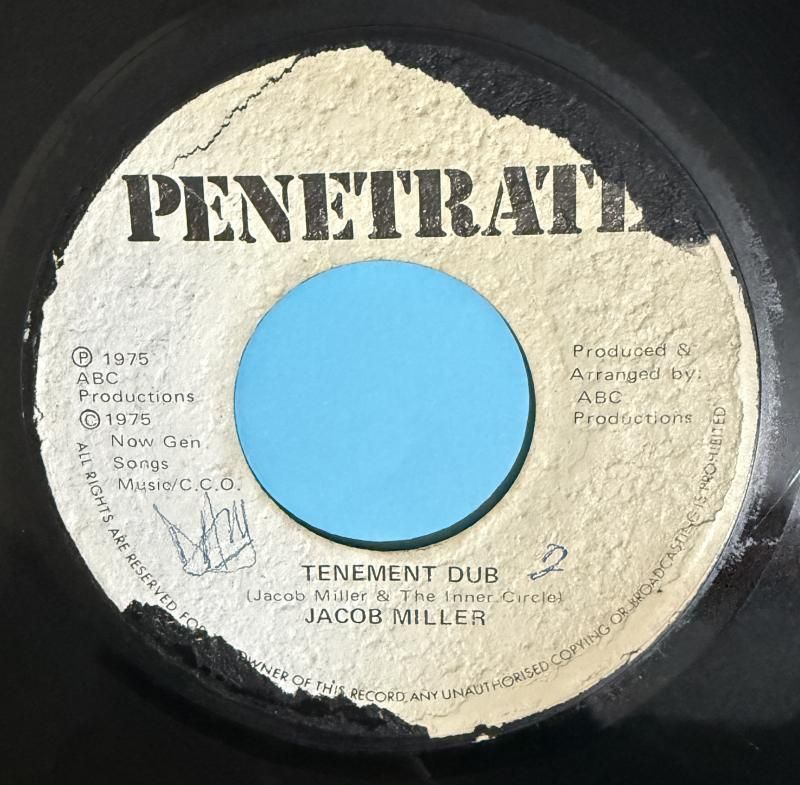 PENETRATE
Ⓟ 1975
ABC
Productions
© 1975
Now Gen
Songs
Music/C.C.O.
Produced &
Arranged by:
ABC
Productions
TENEMENT DUB 2
(Jacob Miller & The Inner Circle)
JACOB MILLER
ALL RIGHTS ARE RESERVED FOR OWNER OF THIS RECORD, ANY UNAUTHORISED COPYING OR BROADCASTING IS PROHIBITED